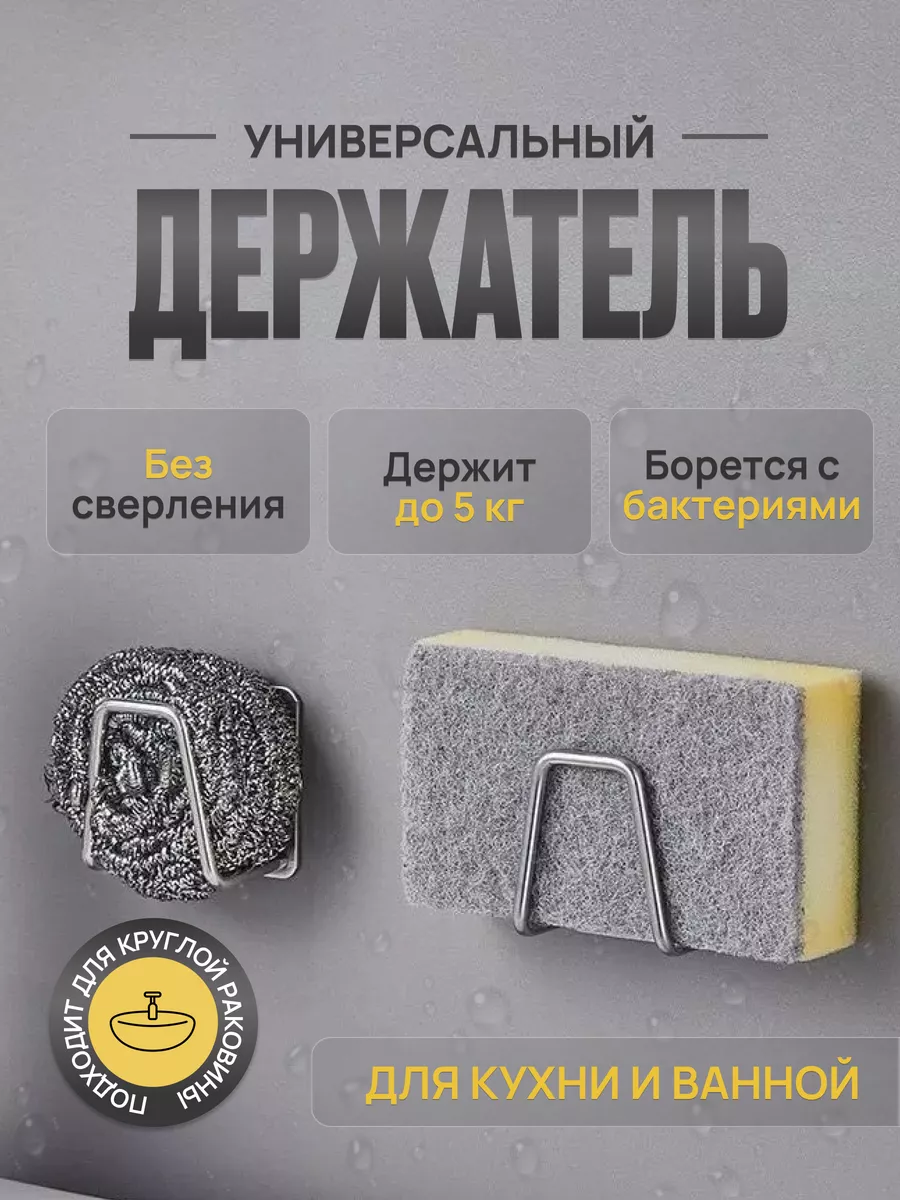 УНИВЕРСАЛЬНЫЙ
ДЕРЖАТЕЛЬ
Без
сверления
Держит
до 5 кг
Борется с
бактериями
ПОДХОДИТ ДЛЯ КРУГЛОЙ РАКОВИНЫ
ДЛЯ КУХНИ И ВАННОЙ